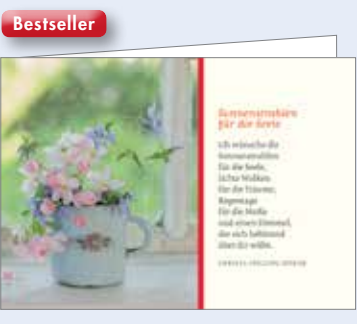 Bestseller
Sonnenstrahlen
für die Seele
Ich wünsche dir
Sonnenstrahlen
für die Seele,
lichte Wolken
für die Träume,
Regentage
für die Muße
und einen Himmel,
der sich
über dir wölbt.